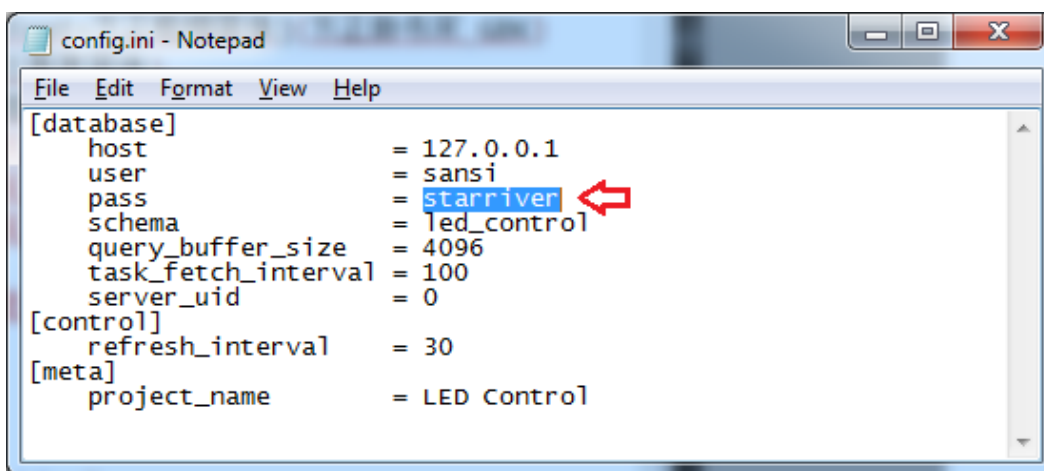 config.ini - Notepad
File Edit Format View Help
[database]
host = 127.0.0.1
user = sansi
pass = starriver
schema = led_control
query_buffer_size = 4096
task_fetch_interval = 100
server_uid = 0
[control]
refresh_interval = 30
[meta]
project_name = LED Control